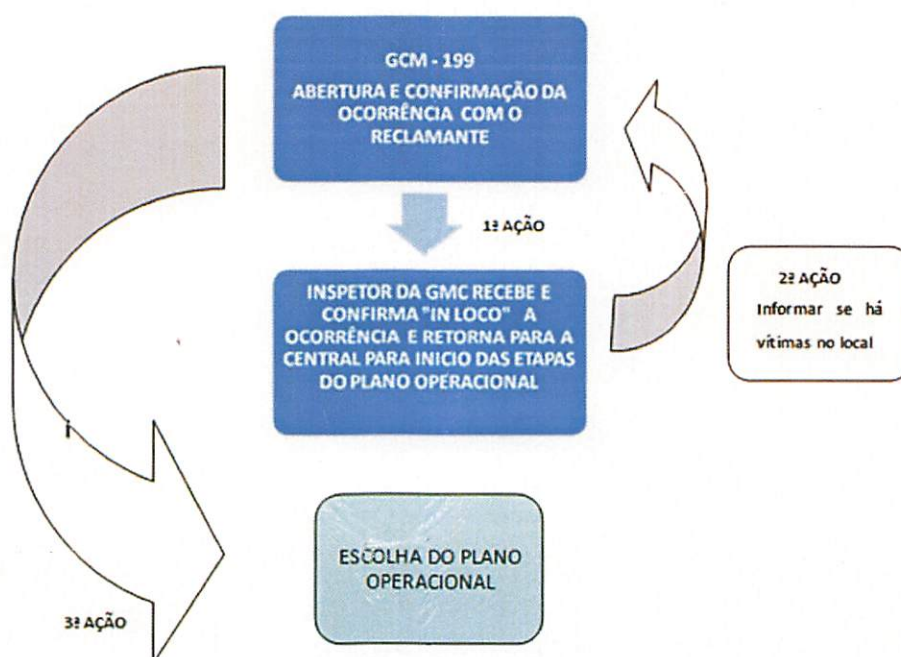 GCM - 199
ABERTURA E CONFIRMAÇÃO DA
OCORRÊNCIA COM O
RECLAMANTE
1ª AÇÃO
INSPETOR DA GMC RECEBE E
CONFIRMA "IN LOCO" A
OCORRÊNCIA E RETORNA PARA A
CENTRAL PARA INICIO DAS ETAPAS
DO PLANO OPERACIONAL
2ª AÇÃO
Informar se há
vítimas no local
ESCOLHA DO PLANO
OPERACIONAL
3ª AÇÃO